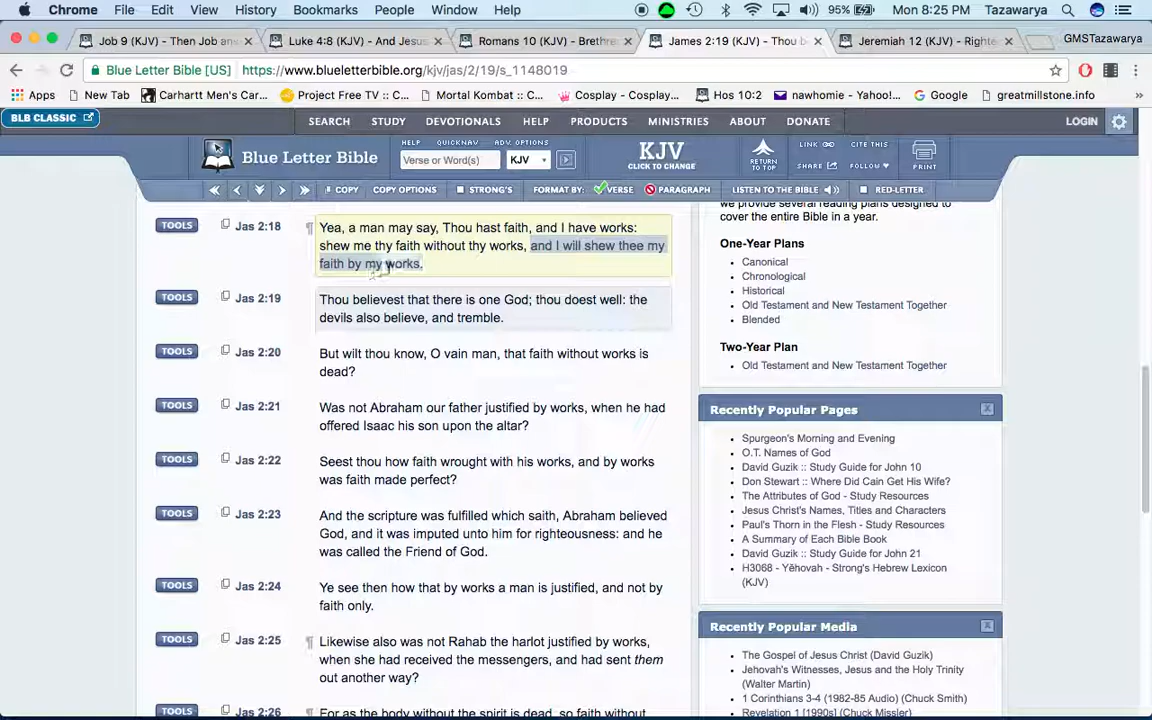 Chrome File Edit View History Bookmarks People Window Help 95% Mon 8:25 PM Tazawarya
Job 9 (KJV) - Then Job an
Luke 4:8 (KJV) - And Jesus
Romans 10 (KJV) - Brethre
James 2:19 (KJV) - Thou b
Jeremiah 12 (KJV) - Righte
GMSTazawarya
Blue Letter Bible [US] https://www.blueletterbible.org/kjv/jas/2/19/s_1148019
Apps New Tab Carhartt Men's Car... Project Free TV :: C... Mortal Kombat :: C... Cosplay - Cosplay... Hos 10:2 nawhomie - Yahoo!... Google greatmillstone.info »
BLB CLASSIC
SEARCH STUDY DEVOTIONALS HELP PRODUCTS MINISTRIES ABOUT DONATE LOGIN
Blue Letter Bible
HELP QUICKNAV ADV. OPTIONS
Verse or Word(s) KJV
KJV
CLICK TO CHANGE
RETURN
TO TOP
LINK CITE THIS
SHARE FOLLOW
PRINT
COPY COPY OPTIONS STRONG'S FORMAT BY: VERSE PARAGRAPH LISTEN TO THE BIBLE RED-LETTER
TOOLS Jas 2:18 ¶ Yea, a man may say, Thou hast faith, and I have works:
shew me thy faith without thy works, and I will shew thee my
faith by my works.
TOOLS Jas 2:19 Thou believest that there is one God; thou doest well: the
devils also believe, and tremble.
TOOLS Jas 2:20 But wilt thou know, O vain man, that faith without works is
dead?
TOOLS Jas 2:21 Was not Abraham our father justified by works, when he had
offered Isaac his son upon the altar?
TOOLS Jas 2:22 Seest thou how faith wrought with his works, and by works
was faith made perfect?
TOOLS Jas 2:23 And the scripture was fulfilled which saith, Abraham believed
God, and it was imputed unto him for righteousness: and he
was called the Friend of God.
TOOLS Jas 2:24 Ye see then how that by works a man is justified, and not by
faith only.
TOOLS Jas 2:25 ¶ Likewise also was not Rahab the harlot justified by works,
when she had received the messengers, and had sent them
out another way?
TOOLS Jas 2:26 ¶ For as the body without the spirit is dead, so faith without
we provide several reading plans designed to
cover the entire Bible in a year.
One-Year Plans
• Canonical
• Chronological
• Historical
• Old Testament and New Testament Together
• Blended
Two-Year Plan
• Old Testament and New Testament Together
Recently Popular Pages X
• Spurgeon's Morning and Evening
• O.T. Names of God
• David Guzik :: Study Guide for John 10
• Don Stewart :: Where Did Cain Get His Wife?
• The Attributes of God - Study Resources
• Jesus Christ's Names, Titles and Characters
• Paul's Thorn in the Flesh - Study Resources
• A Summary of Each Bible Book
• David Guzik :: Study Guide for John 21
• H3068 - Yĕhovah - Strong's Hebrew Lexicon
(KJV)
Recently Popular Media X
• The Gospel of Jesus Christ (David Guzik)
• Jehovah's Witnesses, Jesus and the Holy Trinity
(Walter Martin)
• 1 Corinthians 3-4 (1982-85 Audio) (Chuck Smith)
• Revelation 1 [1990s] (Chuck Missler)